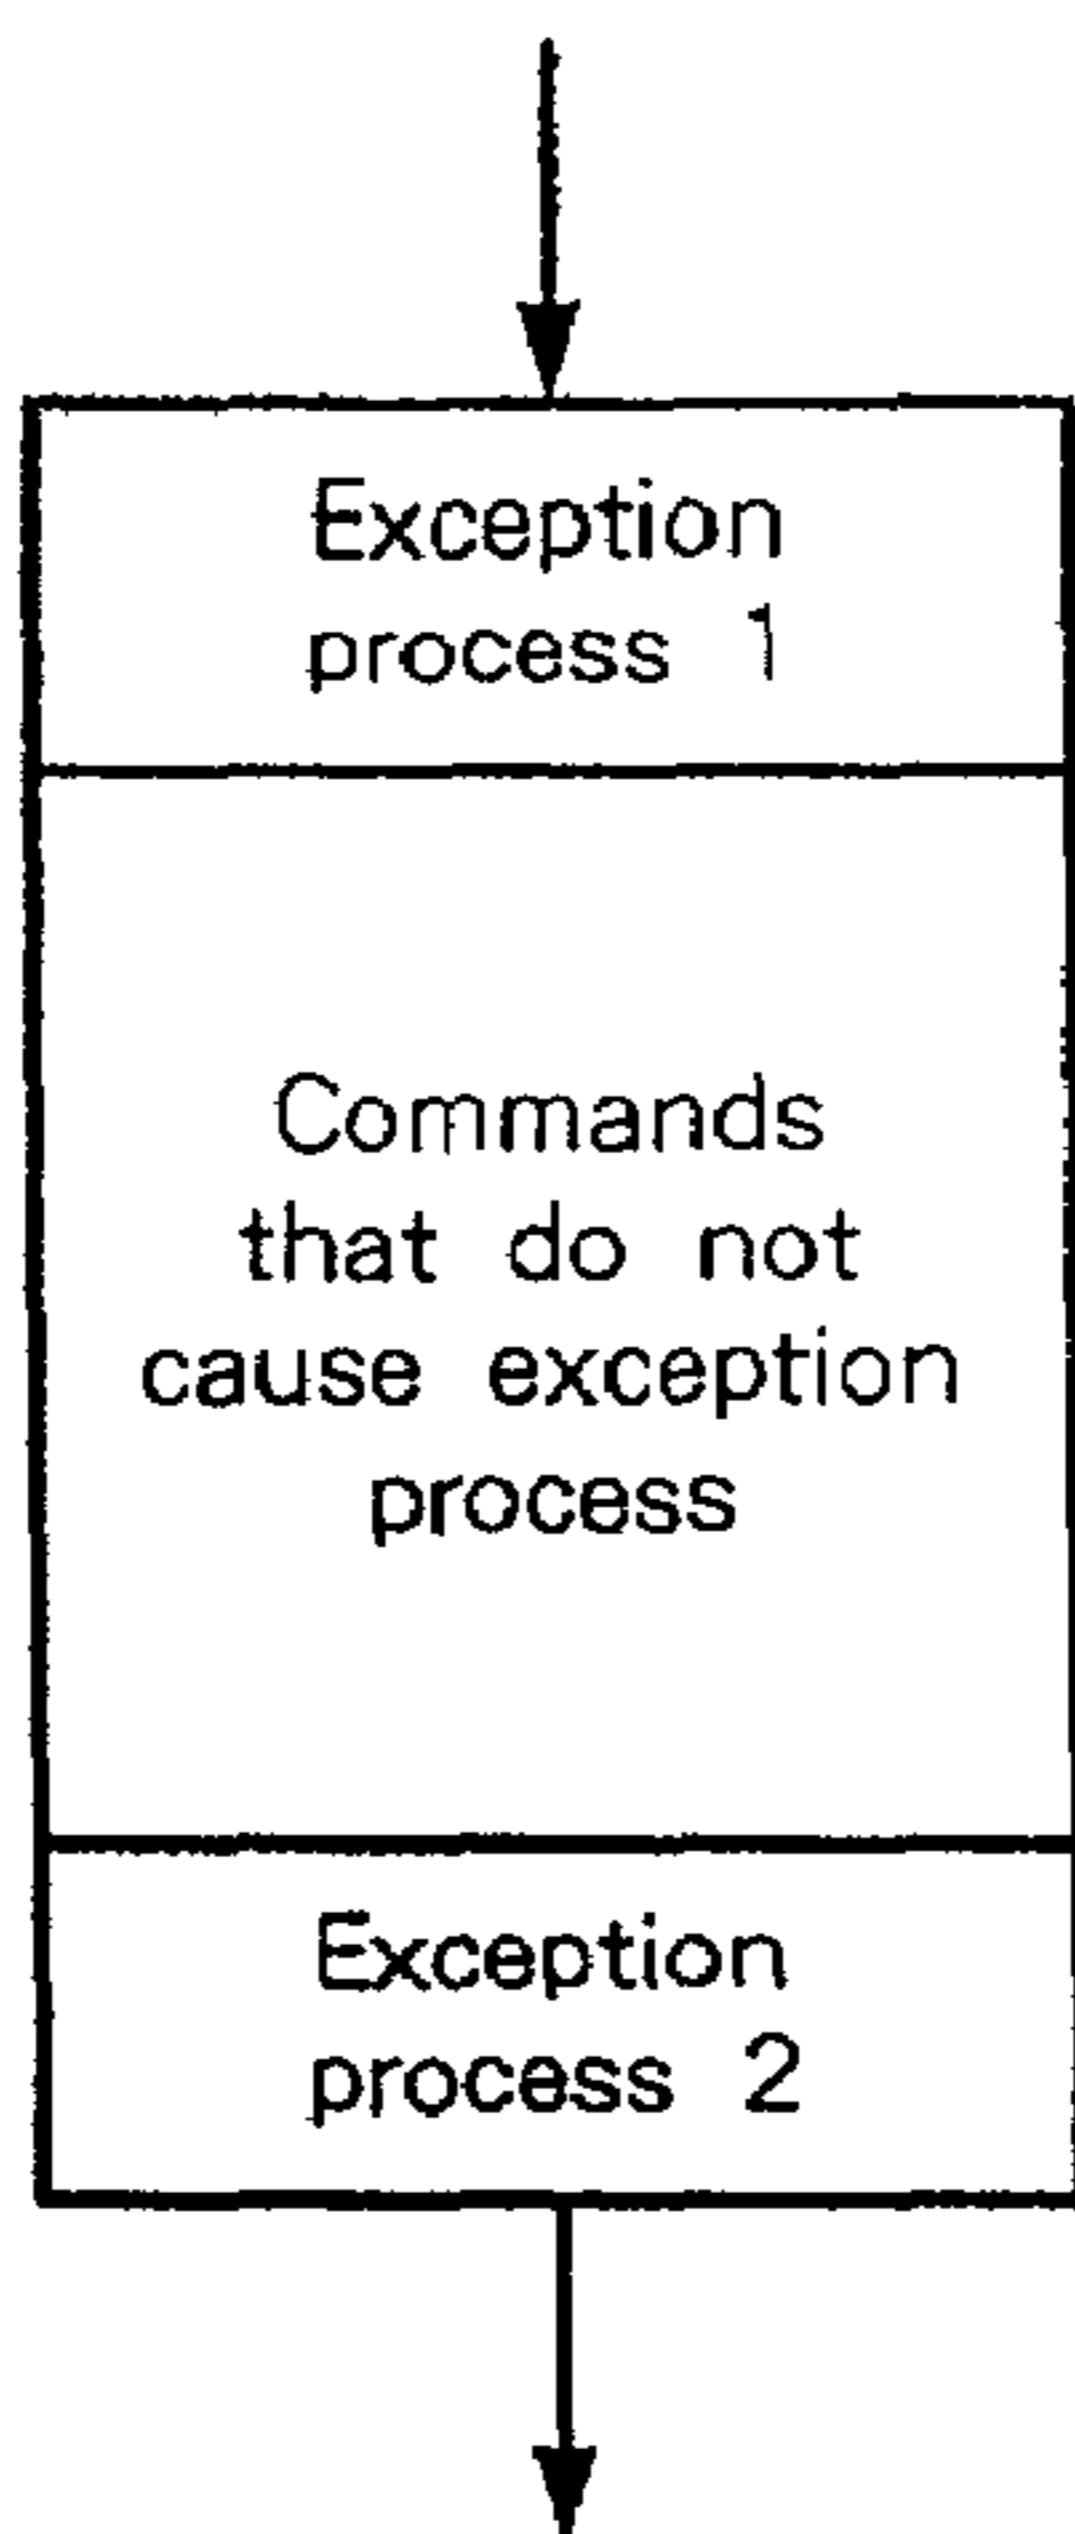 Exception
process 1
Commands
that do not
cause exception
process
Exception
process 2